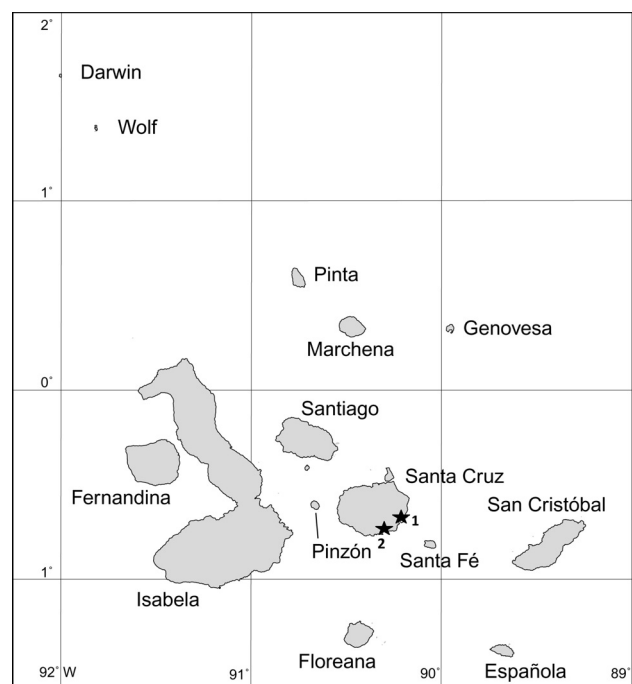 2°
Darwin
Wolf
1°
Pinta
Genovesa
Marchena
0°
Santiago
Santa Cruz
Fernandina
San Cristóbal
1
2
Pinzón
Santa Fé
1°
Isabela
Floreana
Española
92° W
91°
90°
89°